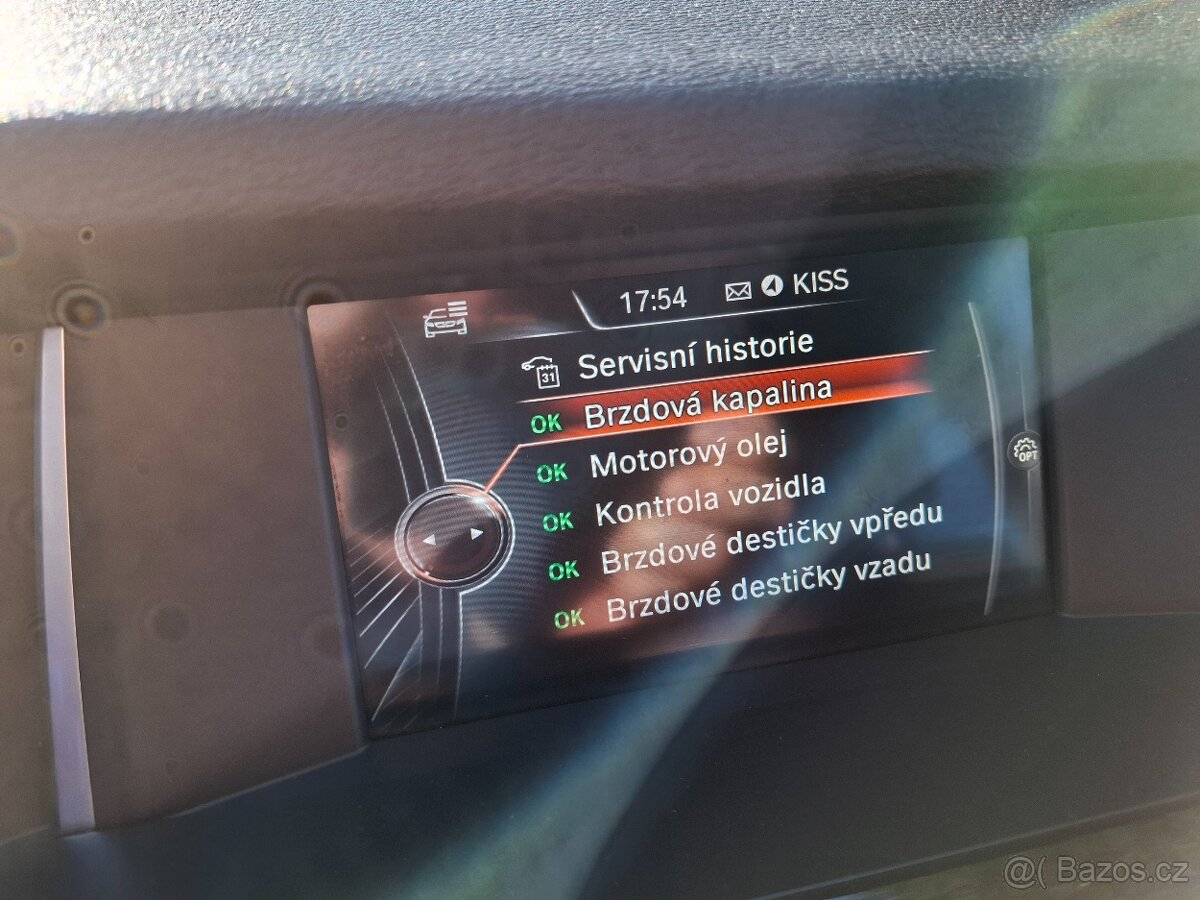 17:54 KISS
31 Servisní historie
OK Brzdová kapalina
OK Motorový olej
OK Kontrola vozidla
OK Brzdové destičky vpředu
OK Brzdové destičky vzadu
OPT
@( Bazos.cz